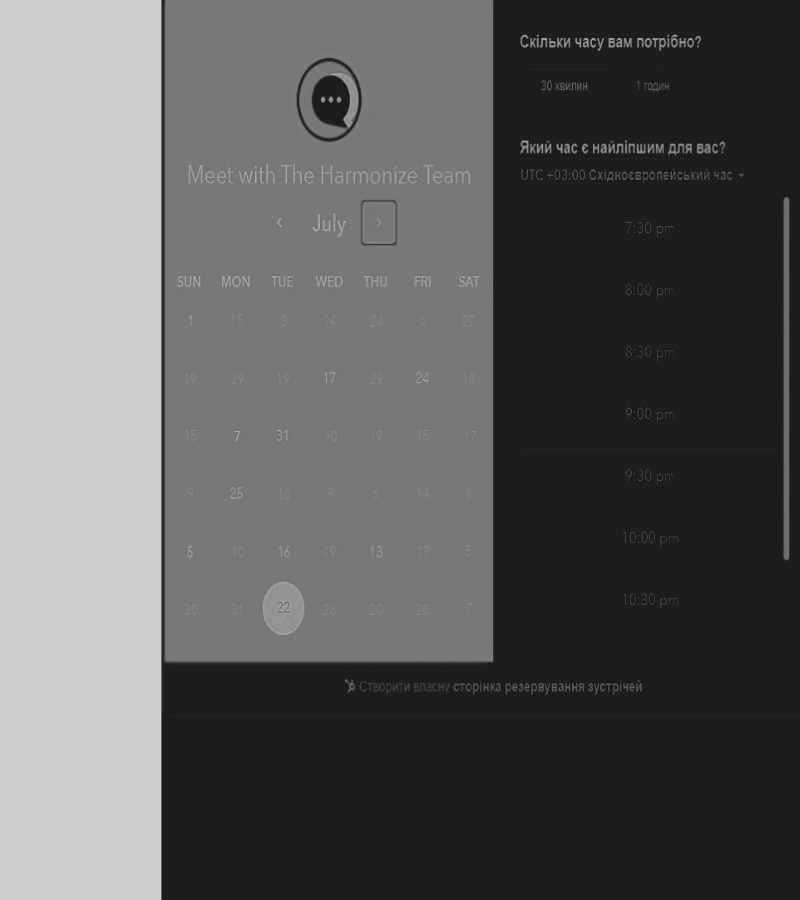 Meet with The Harmonize Team
July
SUN MON TUE WED THU FRI SAT
1 15 3 14 24 6 27
19 29 19 17 29 24 18
15 7 31 10 19 15 17
9 25 10 9 6 14 8
5 10 16 19 13 17 5
30 31 22 26 20 20 7
Скільки часу вам потрібно?
30 хвилин 1 годин
Який час є найліпшим для вас?
UTC +03:00 Східноєвропейський час
7:30 pm
8:00 pm
8:30 pm
9:00 pm
9:30 pm
10:00 pm
10:30 pm
Створити власну сторінка резервування зустрічей